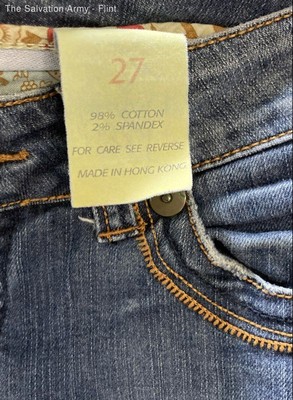 The Salvation Army - Flint
27
98% COTTON
2% SPANDEX
FOR CARE SEE REVERSE
MADE IN HONG KONG